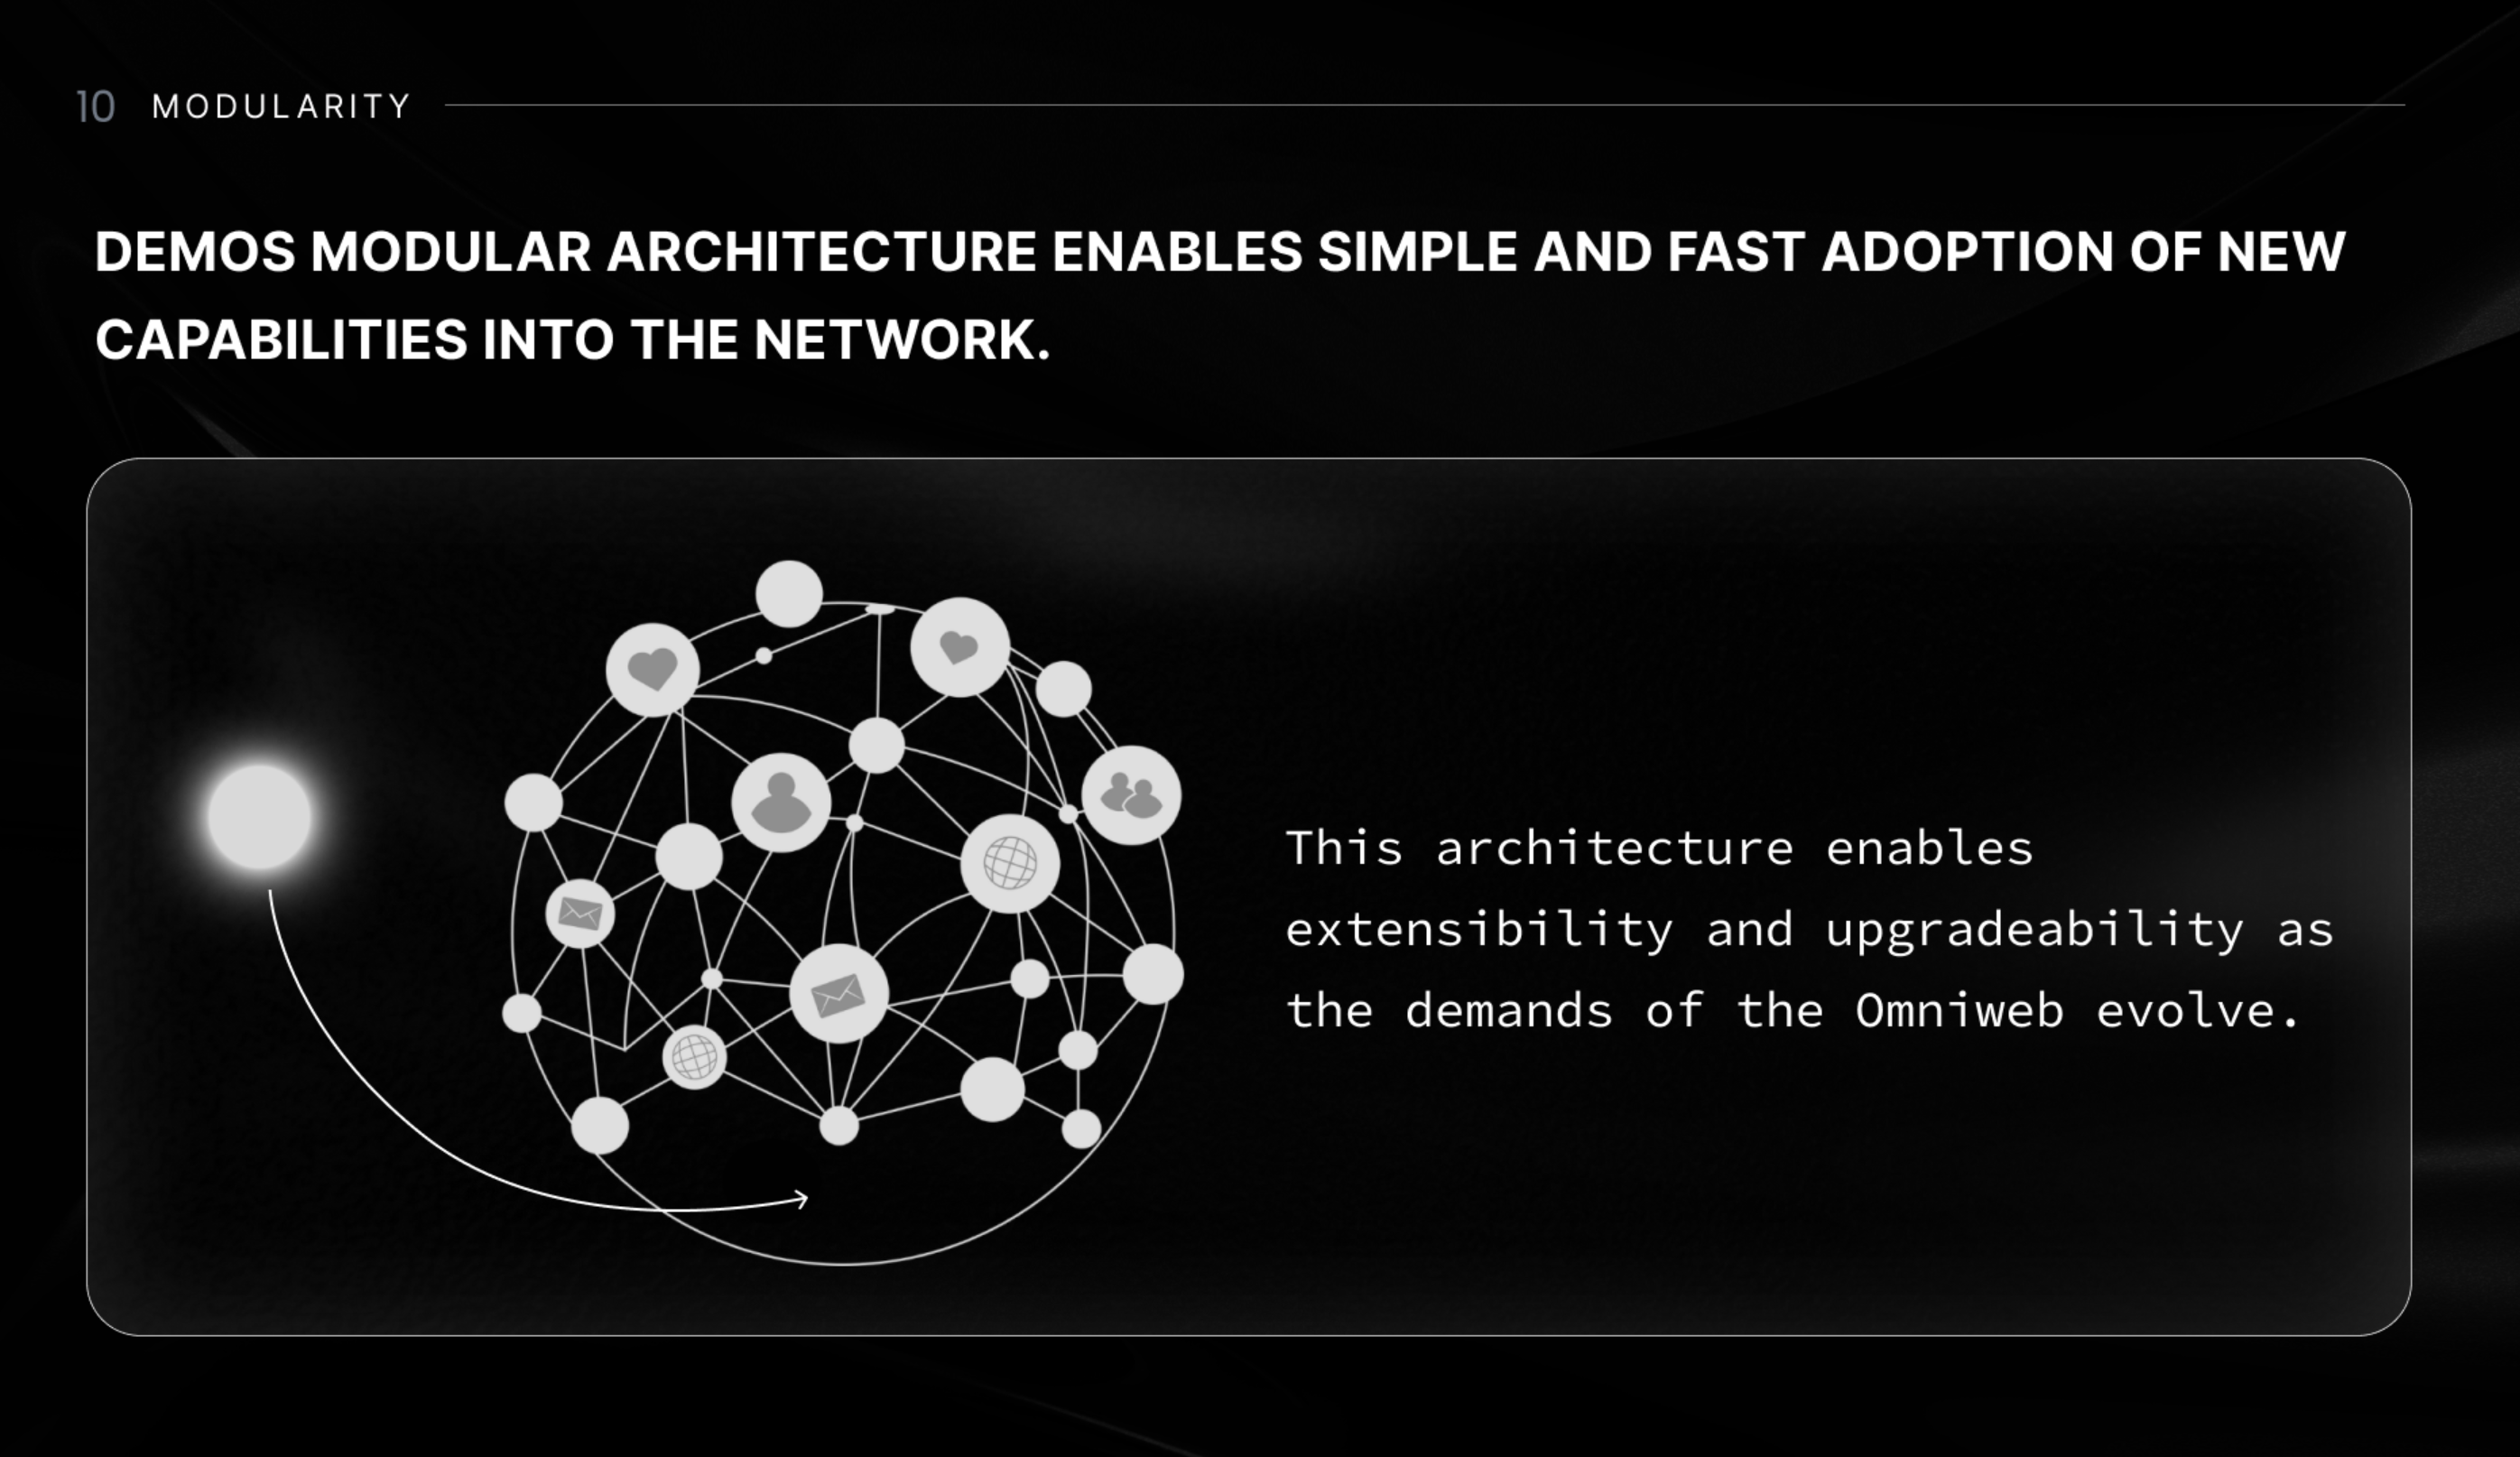 10 MODULARITY
DEMOS MODULAR ARCHITECTURE ENABLES SIMPLE AND FAST ADOPTION OF NEW
CAPABILITIES INTO THE NETWORK.
This architecture enables
extensibility and upgradeability as
the demands of the Omniweb evolve.